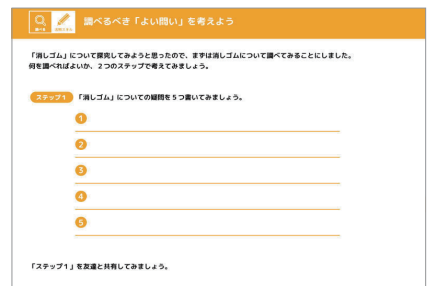 調べるべき「よい問い」を考えよう
「消しゴム」について探究してみようと思ったので、まずは消しゴムについて調べてみることにしました。
何を調べればよいか、2つのステップで考えてみましょう。
ステップ1 「消しゴム」についての疑問を5つ書いてみましょう。
1
2
3
4
5
「ステップ1」を友達と共有してみましょう。